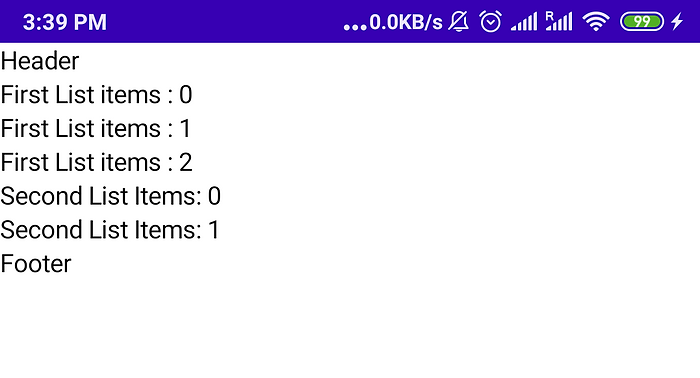 3:39 PM ...0.0KB/s R 99
Header
First List items : 0
First List items : 1
First List items : 2
Second List Items: 0
Second List Items: 1
Footer